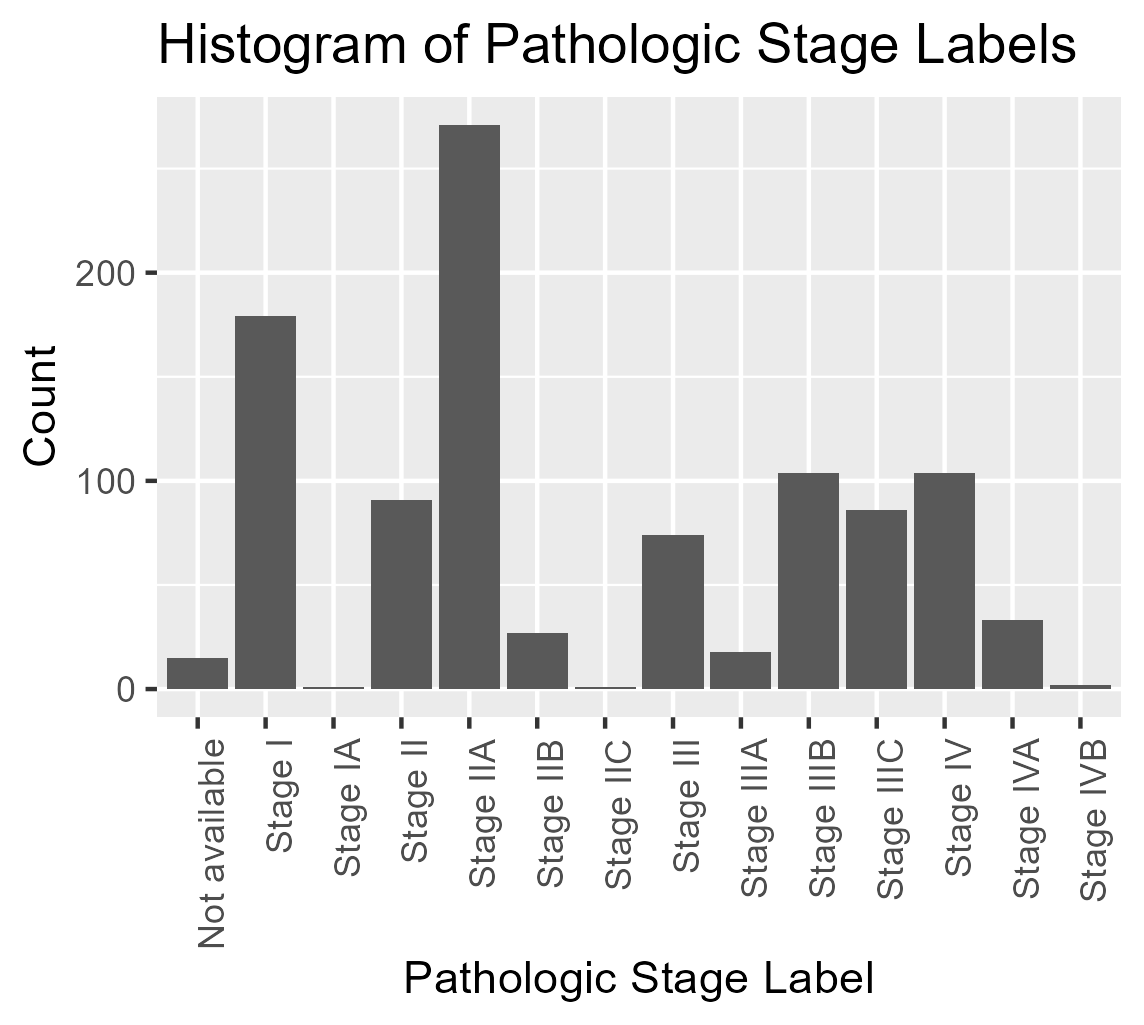 Histogram of Pathologic Stage Labels
Count
200
100
0
Not available
Stage I
Stage IA
Stage II
Stage IIA
Stage IIB
Stage IIC
Stage III
Stage IIIA
Stage IIIB
Stage IIIC
Stage IV
Stage IVA
Stage IVB
Pathologic Stage Label